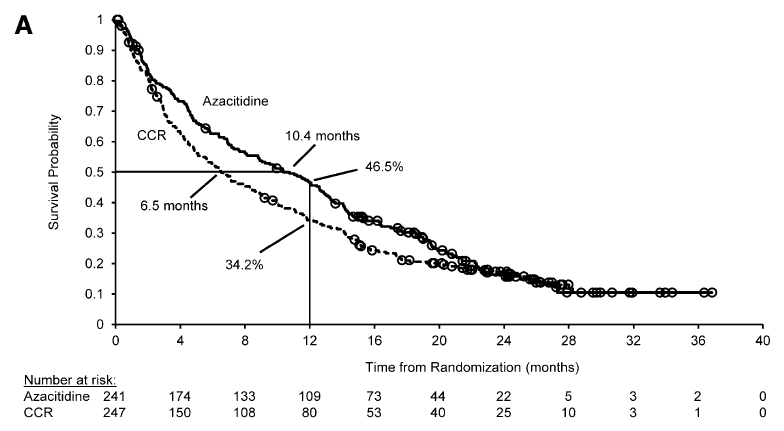 A
1
0.9
0.8
0.7
0.6
0.5
0.4
0.3
0.2
0.1
0
Survival Probability
Azacitidine
CCR
10.4 months
46.5%
6.5 months
34.2%
0 4 8 12 16 20 24 28 32 36 40
Time from Randomization (months)
Number at risk:
Azacitidine 241 174 133 109 73 44 22 5 3 2 0
CCR 247 150 108 80 53 40 25 10 3 1 0